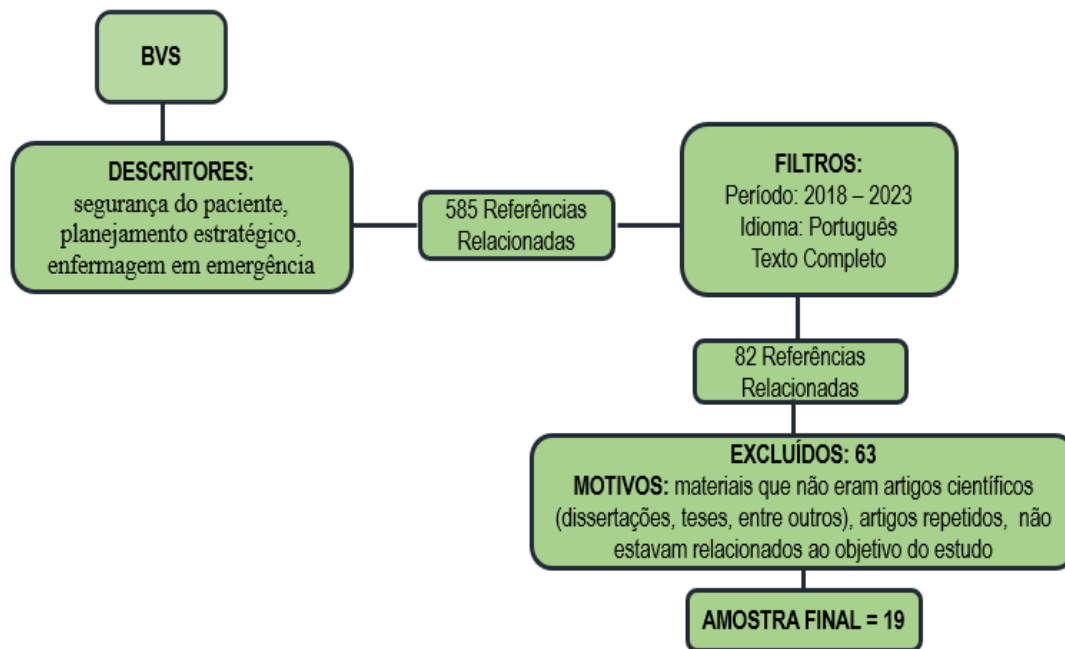 BVS
DESCRITORES:
segurança do paciente,
planejamento estratégico,
enfermagem em emergência
585 Referências
Relacionadas
FILTROS:
Período: 2018 – 2023
Idioma: Português
Texto Completo
82 Referências
Relacionadas
EXCLUÍDOS: 63
MOTIVOS: materiais que não eram artigos científicos
(dissertações, teses, entre outros), artigos repetidos, não
estavam relacionados ao objetivo do estudo
AMOSTRA FINAL = 19